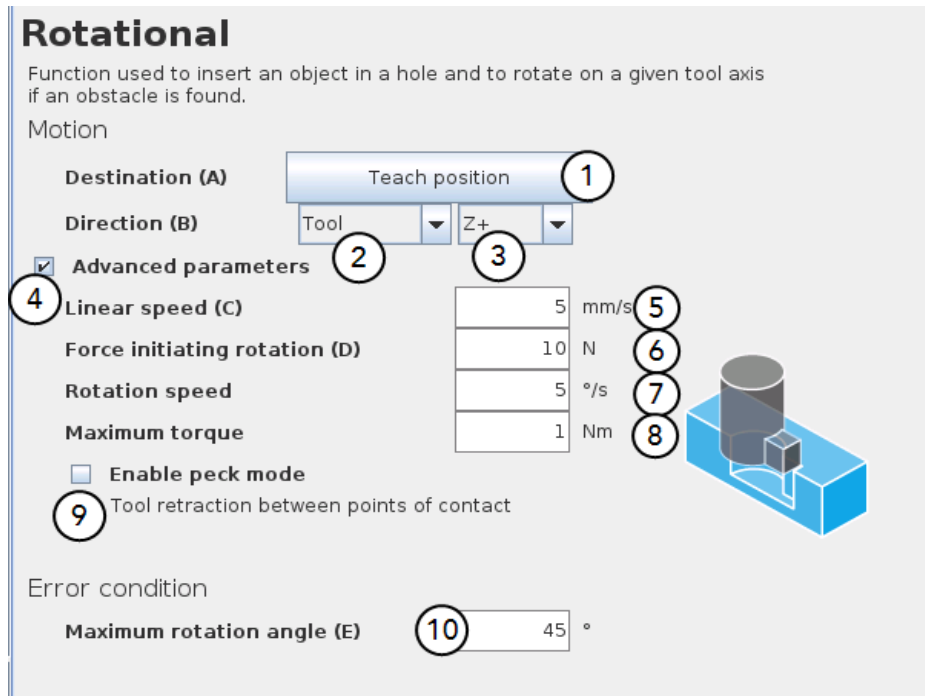 Rotational
Function used to insert an object in a hole and to rotate on a given tool axis
if an obstacle is found.
Motion
Destination (A) Teach position 1
Direction (B) Tool Z+
2 3
Advanced parameters
4
Linear speed (C) 5 mm/s 5
Force initiating rotation (D) 10 N 6
Rotation speed 5 °/s 7
Maximum torque 1 Nm 8
Enable peck mode
9 Tool retraction between points of contact
Error condition
Maximum rotation angle (E) 10 45 °